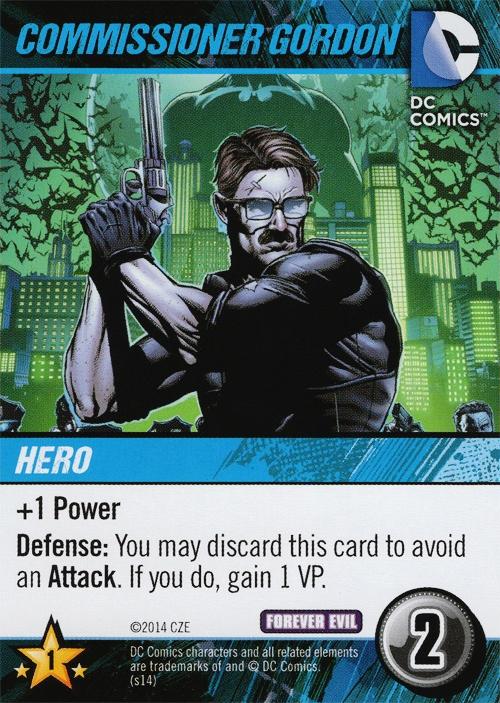 COMMISSIONER GORDON
DC
COMICS™
HERO
+1 Power
Defense: You may discard this card to avoid
an Attack. If you do, gain 1 VP.
©2014 CZE
FOREVER EVIL
1
DC Comics characters and all related elements
are trademarks of and © DC Comics.
(s14)
2